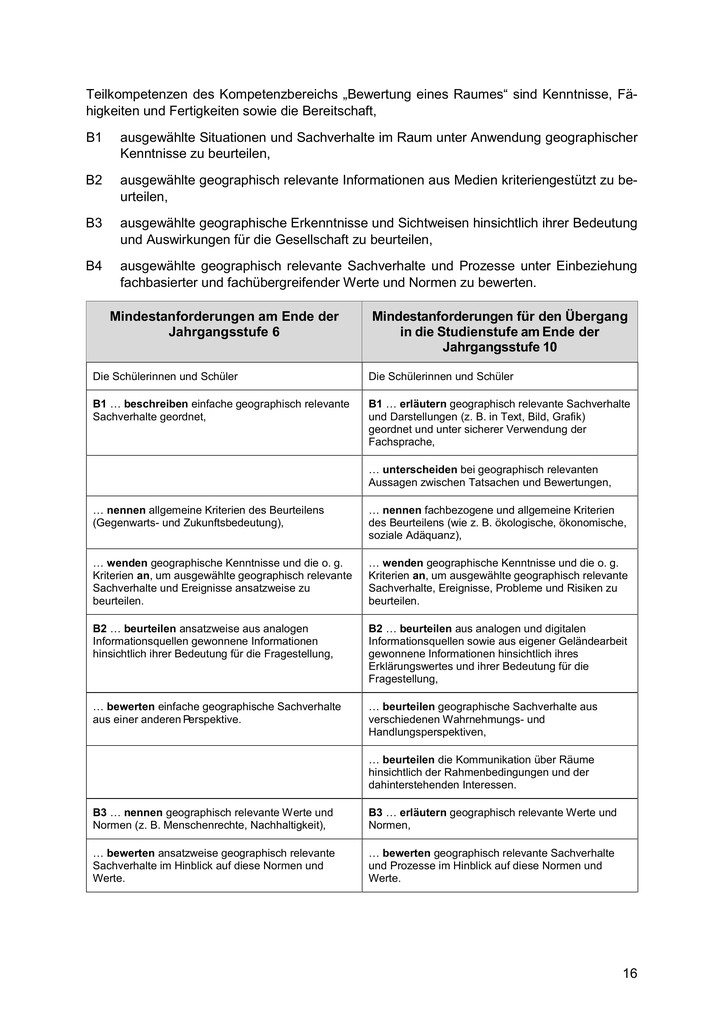 Teilkompetenzen des Kompetenzbereichs „Bewertung eines Raumes“ sind Kenntnisse, Fä-
higkeiten und Fertigkeiten sowie die Bereitschaft,
B1 ausgewählte Situationen und Sachverhalte im Raum unter Anwendung geographischer
Kenntnisse zu beurteilen,
B2 ausgewählte geographisch relevante Informationen aus Medien kriteriengestützt zu be-
urteilen,
B3 ausgewählte geographische Erkenntnisse und Sichtweisen hinsichtlich ihrer Bedeutung
und Auswirkungen für die Gesellschaft zu beurteilen,
B4 ausgewählte geographisch relevante Sachverhalte und Prozesse unter Einbeziehung
fachbasierter und fachübergreifender Werte und Normen zu bewerten.
Mindestanforderungen am Ende der
Jahrgangsstufe 6
Mindestanforderungen für den Übergang
in die Studienstufe am Ende der
Jahrgangsstufe 10
Die Schülerinnen und Schüler
Die Schülerinnen und Schüler
B1 … beschreiben einfache geographisch relevante
Sachverhalte geordnet,
B1 … erläutern geographisch relevante Sachverhalte
und Darstellungen (z. B. in Text, Bild, Grafik)
geordnet und unter sicherer Verwendung der
Fachsprache,
… unterscheiden bei geographisch relevanten
Aussagen zwischen Tatsachen und Bewertungen,
… nennen allgemeine Kriterien des Beurteilens
(Gegenwarts- und Zukunftsbedeutung),
… nennen fachbezogene und allgemeine Kriterien
des Beurteilens (wie z. B. ökologische, ökonomische,
soziale Adäquanz),
… wenden geographische Kenntnisse und die o. g.
Kriterien an, um ausgewählte geographisch relevante
Sachverhalte und Ereignisse ansatzweise zu
beurteilen.
… wenden geographische Kenntnisse und die o. g.
Kriterien an, um ausgewählte geographisch relevante
Sachverhalte, Ereignisse, Probleme und Risiken zu
beurteilen.
B2 … beurteilen ansatzweise aus analogen
Informationsquellen gewonnene Informationen
hinsichtlich ihrer Bedeutung für die Fragestellung,
B2 … beurteilen aus analogen und digitalen
Informationsquellen sowie aus eigener Geländearbeit
gewonnene Informationen hinsichtlich ihres
Erklärungswertes und ihrer Bedeutung für die
Fragestellung,
… bewerten einfache geographische Sachverhalte
aus einer anderen Perspektive.
… beurteilen geographische Sachverhalte aus
verschiedenen Wahrnehmungs- und
Handlungsperspektiven,
… beurteilen die Kommunikation über Räume
hinsichtlich der Rahmenbedingungen und der
dahinterstehenden Interessen.
B3 … nennen geographisch relevante Werte und
Normen (z. B. Menschenrechte, Nachhaltigkeit),
B3 … erläutern geographisch relevante Werte und
Normen,
… bewerten ansatzweise geographisch relevante
Sachverhalte im Hinblick auf diese Normen und
Werte.
… bewerten geographisch relevante Sachverhalte
und Prozesse im Hinblick auf diese Normen und
Werte.
16